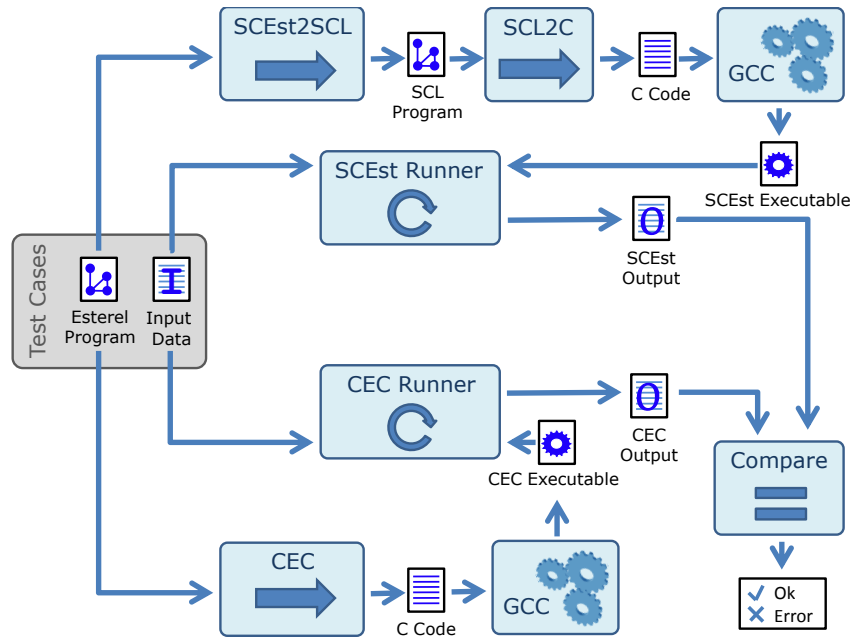 SCEst2SCL
SCL
Program
SCL2C
C Code
GCC
SCEst Runner
SCEst Executable
SCEst
Output
Test Cases
Esterel
Program
Input
Data
CEC Runner
CEC
Output
CEC Executable
Compare
CEC
C Code
GCC
Ok
Error